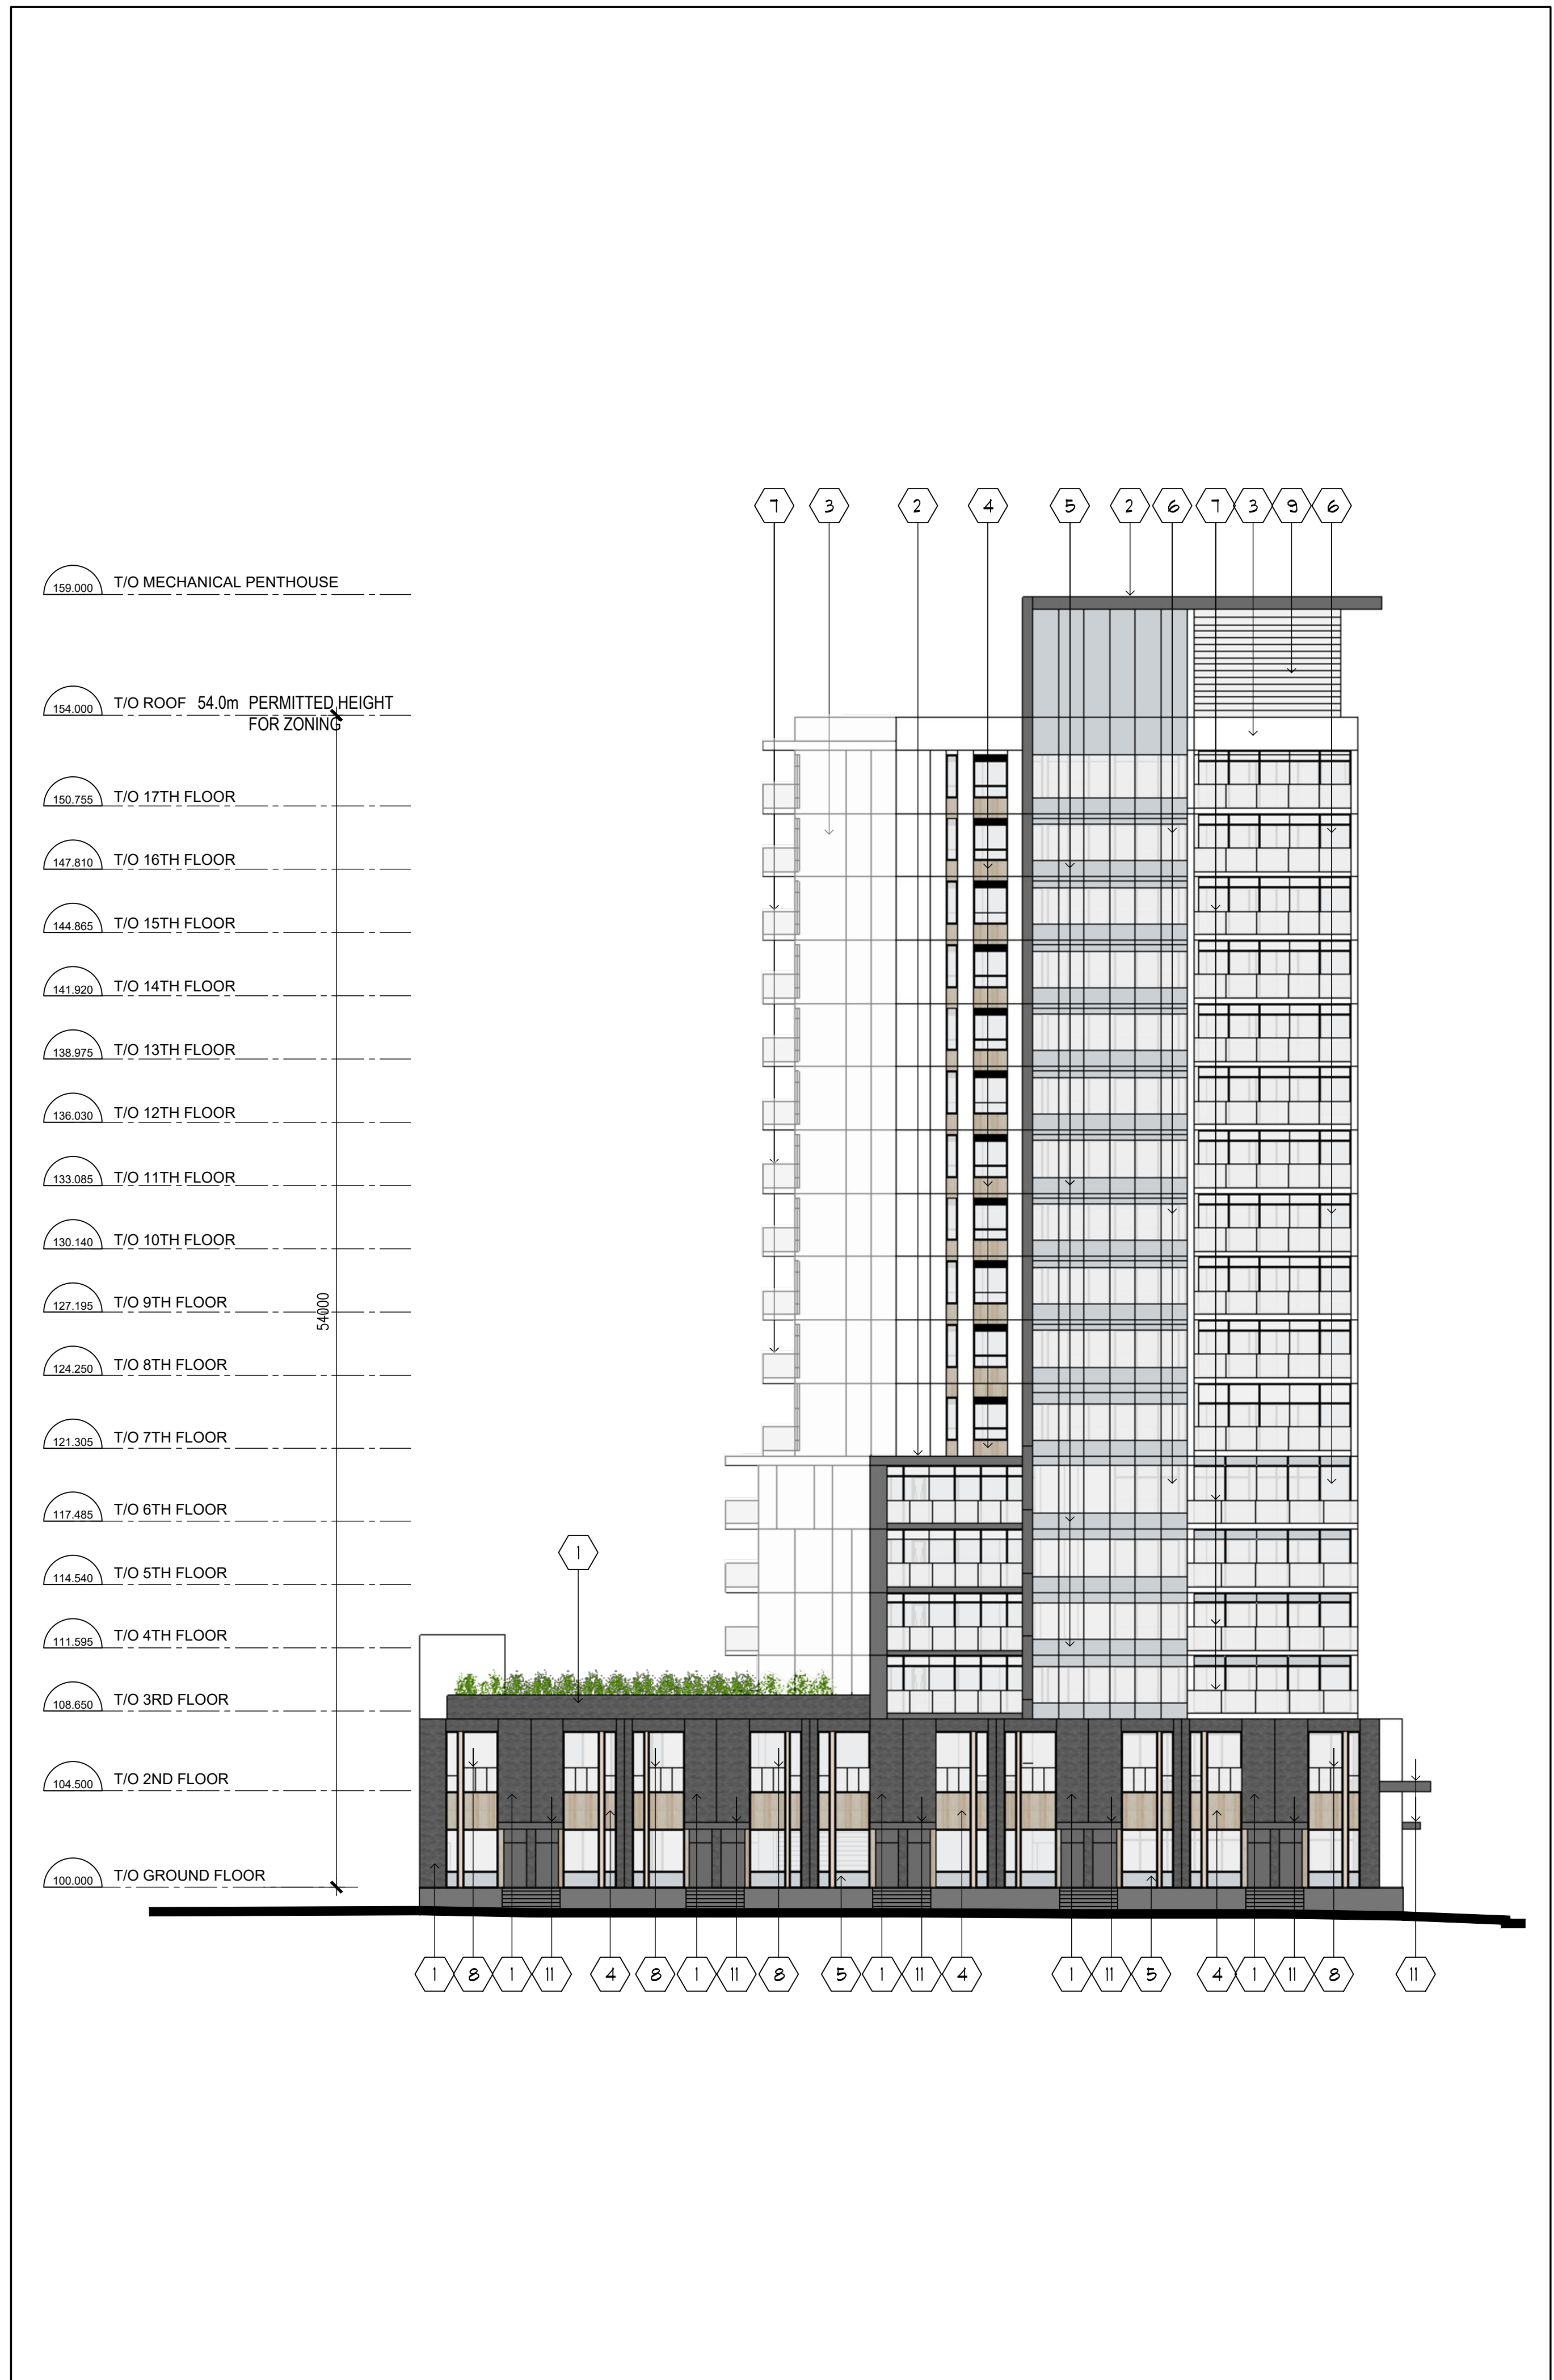 7 3 2 4 5 2 6 7 3 9 6
159.000 T/O MECHANICAL PENTHOUSE
154.000 T/O ROOF 54.0m PERMITTED HEIGHT
FOR ZONING
150.755 T/O 17TH FLOOR
147.810 T/O 16TH FLOOR
144.865 T/O 15TH FLOOR
141.920 T/O 14TH FLOOR
138.975 T/O 13TH FLOOR
136.030 T/O 12TH FLOOR
133.085 T/O 11TH FLOOR
130.140 T/O 10TH FLOOR
127.195 T/O 9TH FLOOR
54000
124.250 T/O 8TH FLOOR
121.305 T/O 7TH FLOOR
117.485 T/O 6TH FLOOR
1
114.540 T/O 5TH FLOOR
111.595 T/O 4TH FLOOR
108.650 T/O 3RD FLOOR
104.500 T/O 2ND FLOOR
100.000 T/O GROUND FLOOR
1 8 1 11 4 8 1 11 8 5 1 11 4 1 11 5 4 1 11 8 11